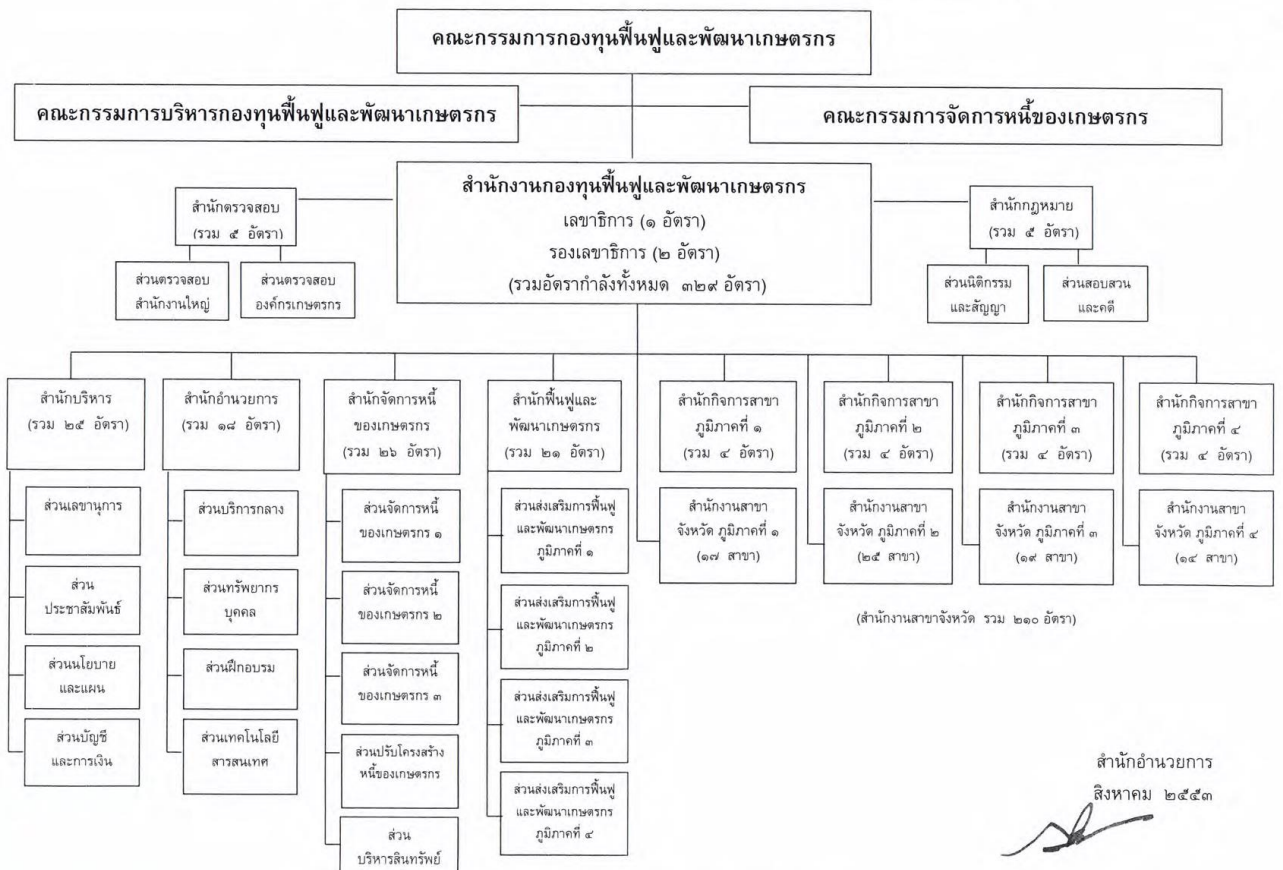 คณะกรรมการกองทุนฟื้นฟูและพัฒนาเกษตรกร
คณะกรรมการบริหารกองทุนฟื้นฟูและพัฒนาเกษตรกร
คณะกรรมการจัดการหนี้ของเกษตรกร
สำนักงานกองทุนฟื้นฟูและพัฒนาเกษตรกร
เลขาธิการ (๑ อัตรา)
รองเลขาธิการ (๒ อัตรา)
(รวมอัตรากำลังทั้งหมด ๓๒๙ อัตรา)
สำนักตรวจสอบ
(รวม ๕ อัตรา)
ส่วนตรวจสอบ
สำนักงานใหญ่
ส่วนตรวจสอบ
องค์กรเกษตรกร
สำนักกฎหมาย
(รวม ๕ อัตรา)
ส่วนนิติกรรม
และสัญญา
ส่วนสอบสวน
และคดี
สำนักบริหาร
(รวม ๒๕ อัตรา)
ส่วนเลขานุการ
ส่วน
ประชาสัมพันธ์
ส่วนนโยบาย
และแผน
ส่วนบัญชี
และการเงิน
สำนักอำนวยการ
(รวม ๑๘ อัตรา)
ส่วนบริการกลาง
ส่วนทรัพยากร
บุคคล
ส่วนฝึกอบรม
ส่วนเทคโนโลยี
สารสนเทศ
สำนักจัดการหนี้
ของเกษตรกร
(รวม ๒๖ อัตรา)
ส่วนจัดการหนี้
ของเกษตรกร ๑
ส่วนจัดการหนี้
ของเกษตรกร ๒
ส่วนจัดการหนี้
ของเกษตรกร ๓
ส่วนปรับโครงสร้าง
หนี้ของเกษตรกร
ส่วน
บริหารสินทรัพย์
สำนักฟื้นฟูและ
พัฒนาเกษตรกร
(รวม ๒๑ อัตรา)
ส่วนส่งเสริมการฟื้นฟู
และพัฒนาเกษตรกร
ภูมิภาคที่ ๑
ส่วนส่งเสริมการฟื้นฟู
และพัฒนาเกษตรกร
ภูมิภาคที่ ๒
ส่วนส่งเสริมการฟื้นฟู
และพัฒนาเกษตรกร
ภูมิภาคที่ ๓
ส่วนส่งเสริมการฟื้นฟู
และพัฒนาเกษตรกร
ภูมิภาคที่ ๔
สำนักกิจการสาขา
ภูมิภาคที่ ๑
(รวม ๔ อัตรา)
สำนักงานสาขา
จังหวัด ภูมิภาคที่ ๑
(๑๗ สาขา)
สำนักกิจการสาขา
ภูมิภาคที่ ๒
(รวม ๔ อัตรา)
สำนักงานสาขา
จังหวัด ภูมิภาคที่ ๒
(๒๕ สาขา)
สำนักกิจการสาขา
ภูมิภาคที่ ๓
(รวม ๔ อัตรา)
สำนักงานสาขา
จังหวัด ภูมิภาคที่ ๓
(๑๙ สาขา)
สำนักกิจการสาขา
ภูมิภาคที่ ๔
(รวม ๔ อัตรา)
สำนักงานสาขา
จังหวัด ภูมิภาคที่ ๔
(๑๔ สาขา)
(สำนักงานสาขาจังหวัด รวม ๒๑๐ อัตรา)
สำนักอำนวยการ
สิงหาคม ๒๕๕๓